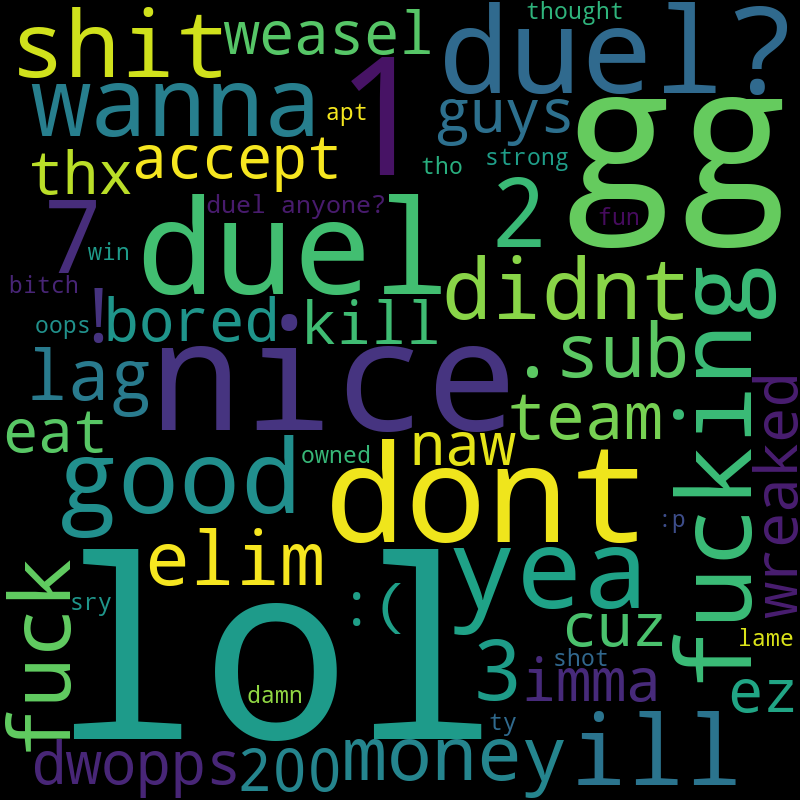 thought
shit
weasel
duel?
wanna
1
gg
apt
guys
accept
thx
tho
strong
7
duel anyone?
duel
2
fun
win
bitch
didnt
fucking
!
oops
bored
kill
nice
.sub
lag
team
wreaked
eat
naw
good
owned
dont
:p
elim
yea
fuck
lol
sry
:(
cuz
lame
shot
3
imma
damn
ez
ty
dwopps
200
money
ill